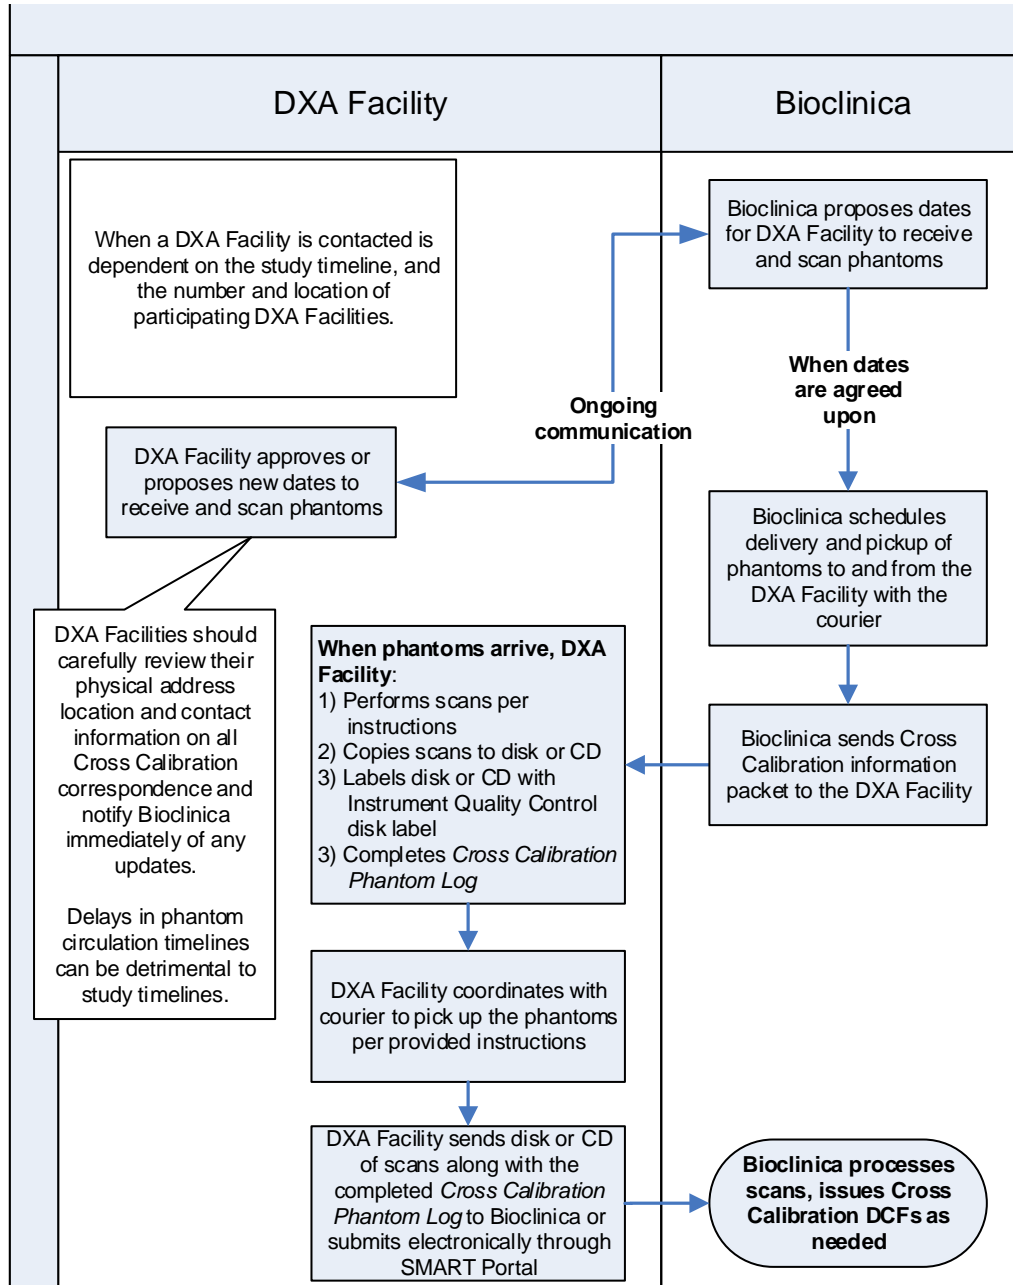 DXA Facility
Bioclinica
When a DXA Facility is contacted is
dependent on the study timeline, and
the number and location of
participating DXA Facilities.
Bioclinica proposes dates
for DXA Facility to receive
and scan phantoms
Ongoing
communication
When dates
are agreed
upon
DXA Facility approves or
proposes new dates to
receive and scan phantoms
Bioclinica schedules
delivery and pickup of
phantoms to and from the
DXA Facility with the
courier
DXA Facilities should
carefully review their
physical address
location and contact
information on all
Cross Calibration
correspondence and
notify Bioclinica
immediately of any
updates.
Delays in phantom
circulation timelines
can be detrimental to
study timelines.
Bioclinica sends Cross
Calibration information
packet to the DXA Facility
When phantoms arrive, DXA
Facility:
1) Performs scans per
instructions
2) Copies scans to disk or CD
3) Labels disk or CD with
Instrument Quality Control
disk label
3) Completes Cross Calibration
Phantom Log
DXA Facility coordinates with
courier to pick up the phantoms
per provided instructions
DXA Facility sends disk or CD
of scans along with the
completed Cross Calibration
Phantom Log to Bioclinica or
submits electronically through
SMART Portal
Bioclinica processes
scans, issues Cross
Calibration DCFs as
needed